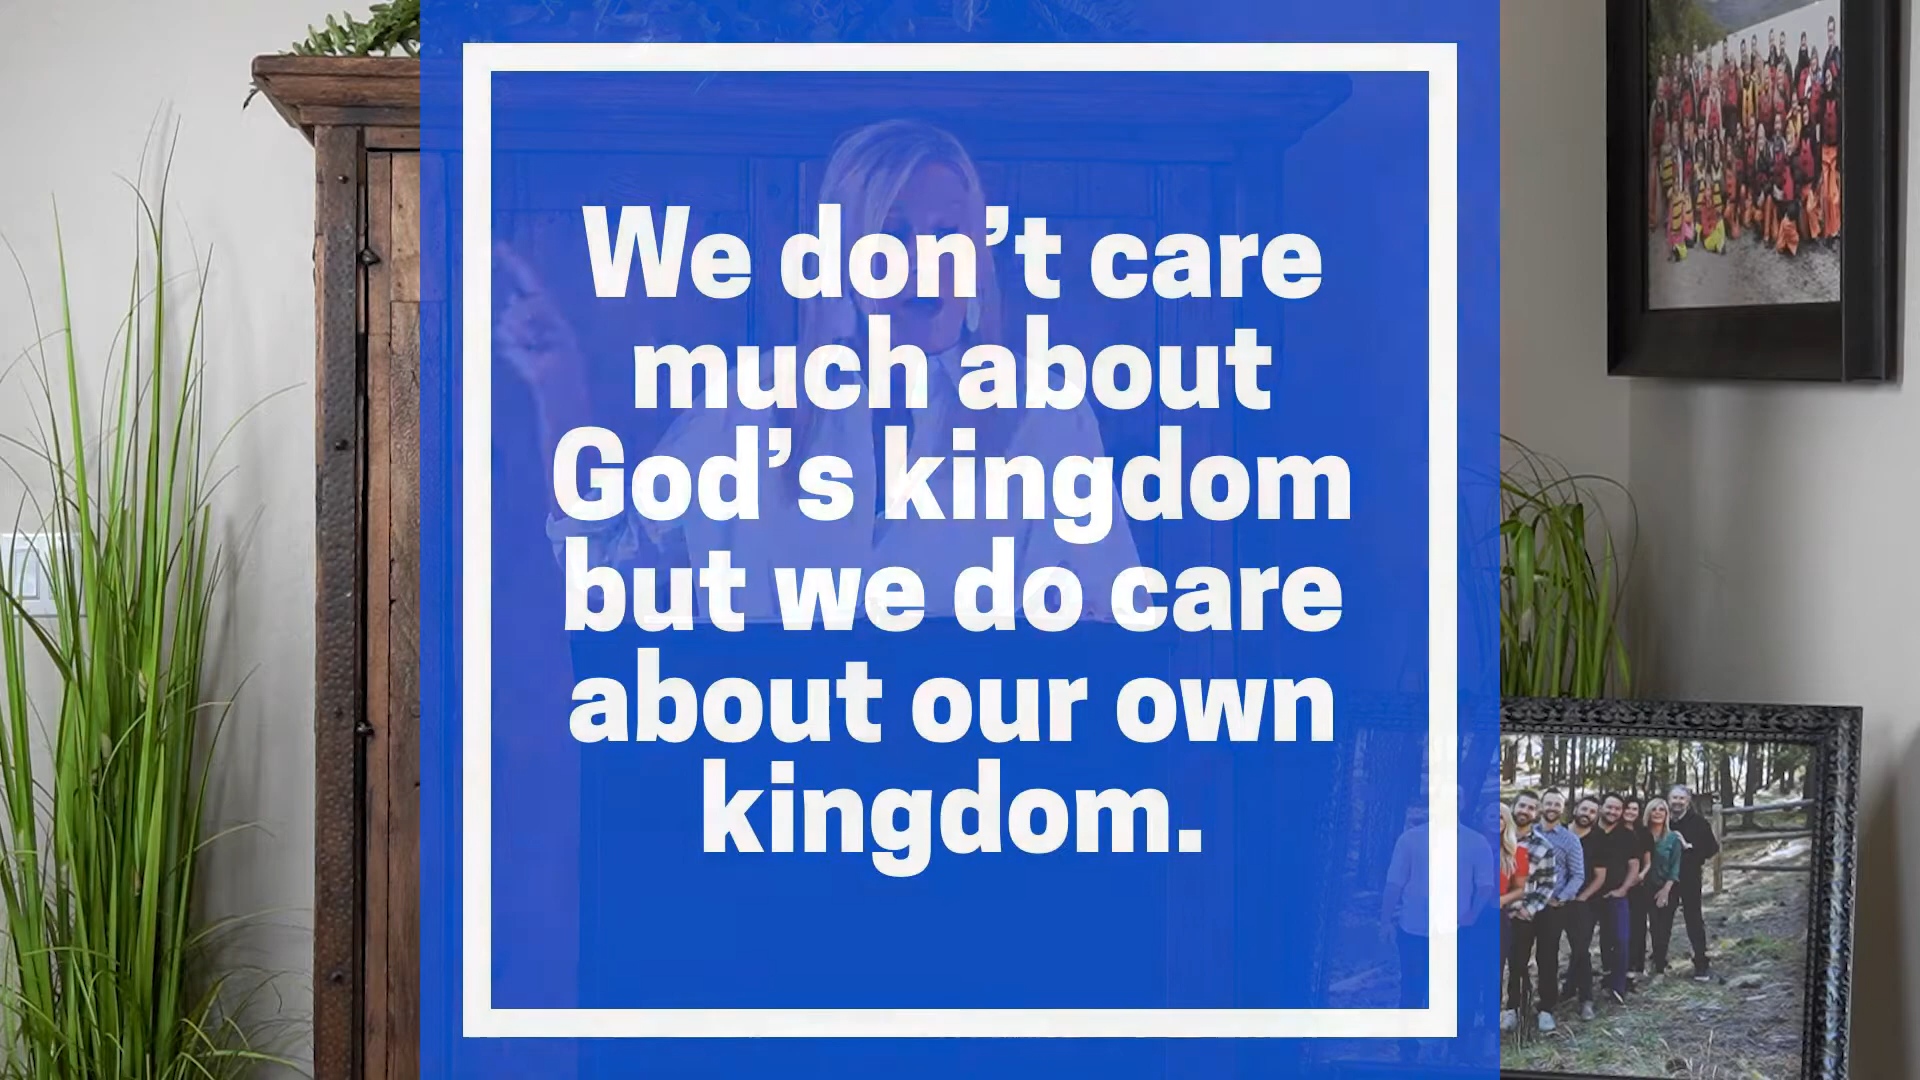 We don’t care
much about
God’s kingdom
but we do care
about our own
kingdom.